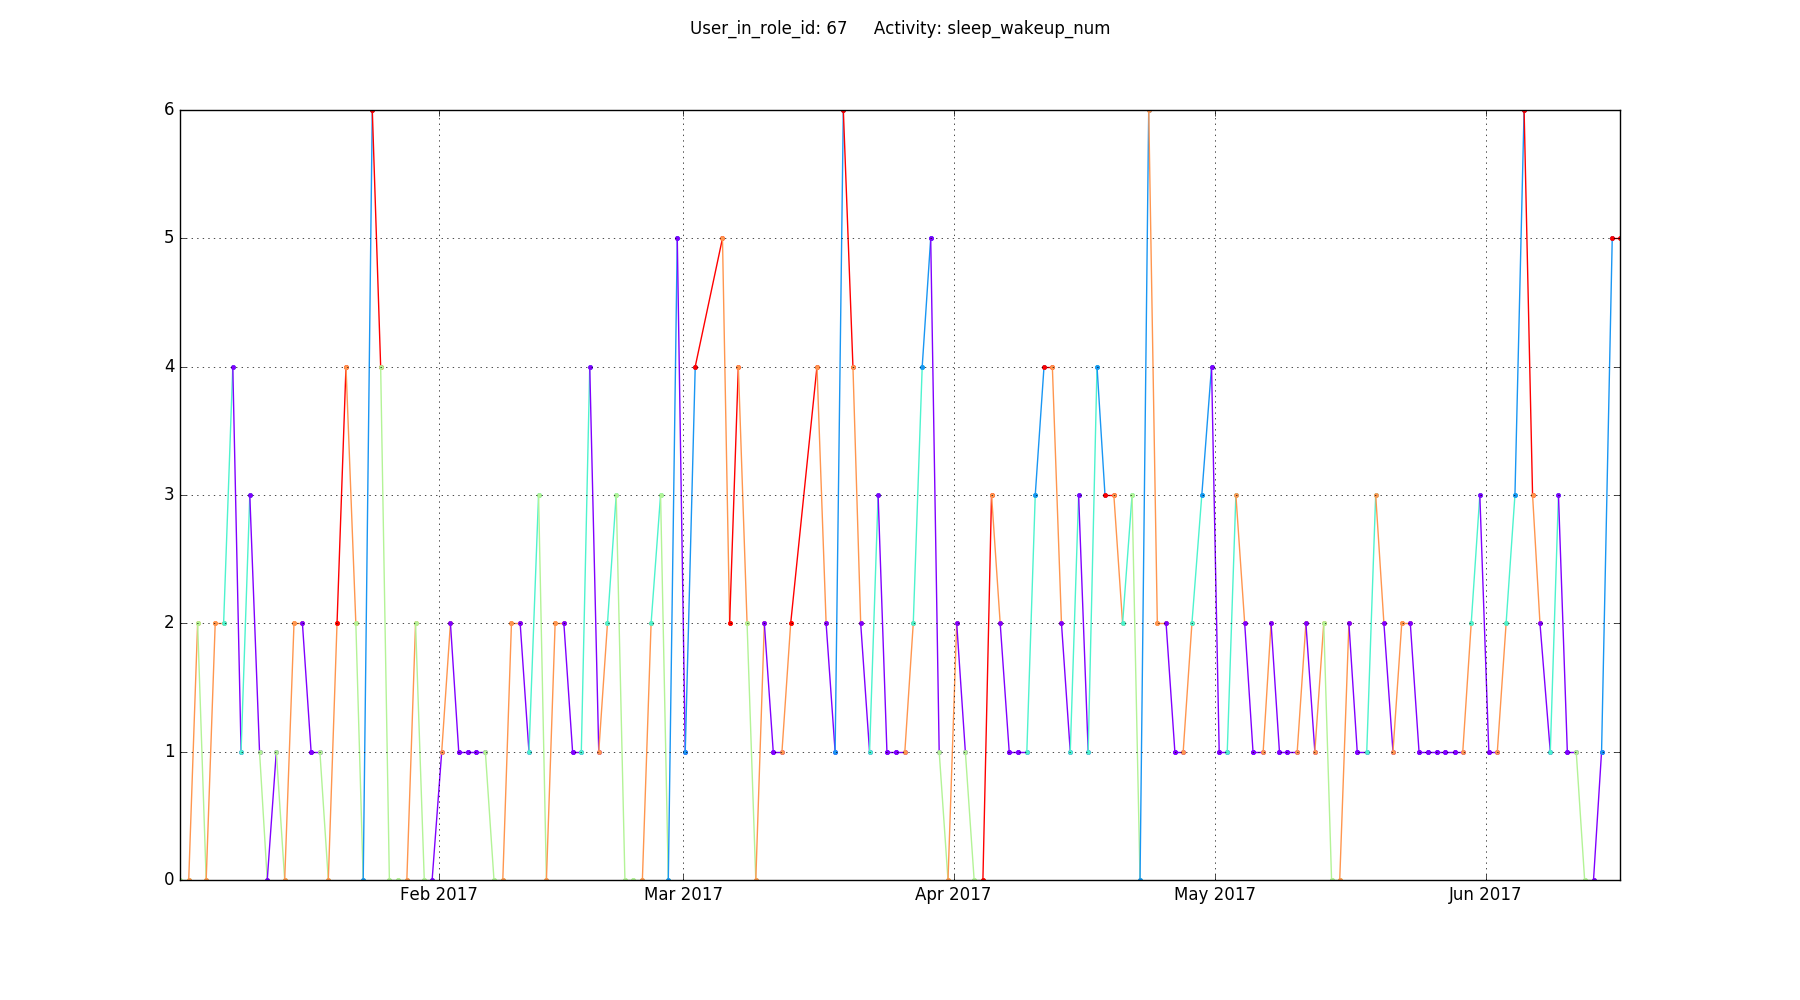 User_in_role_id: 67     Activity: sleep_wakeup_num
6
5
4
3
2
1
0
Feb 2017
Mar 2017
Apr 2017
May 2017
Jun 2017